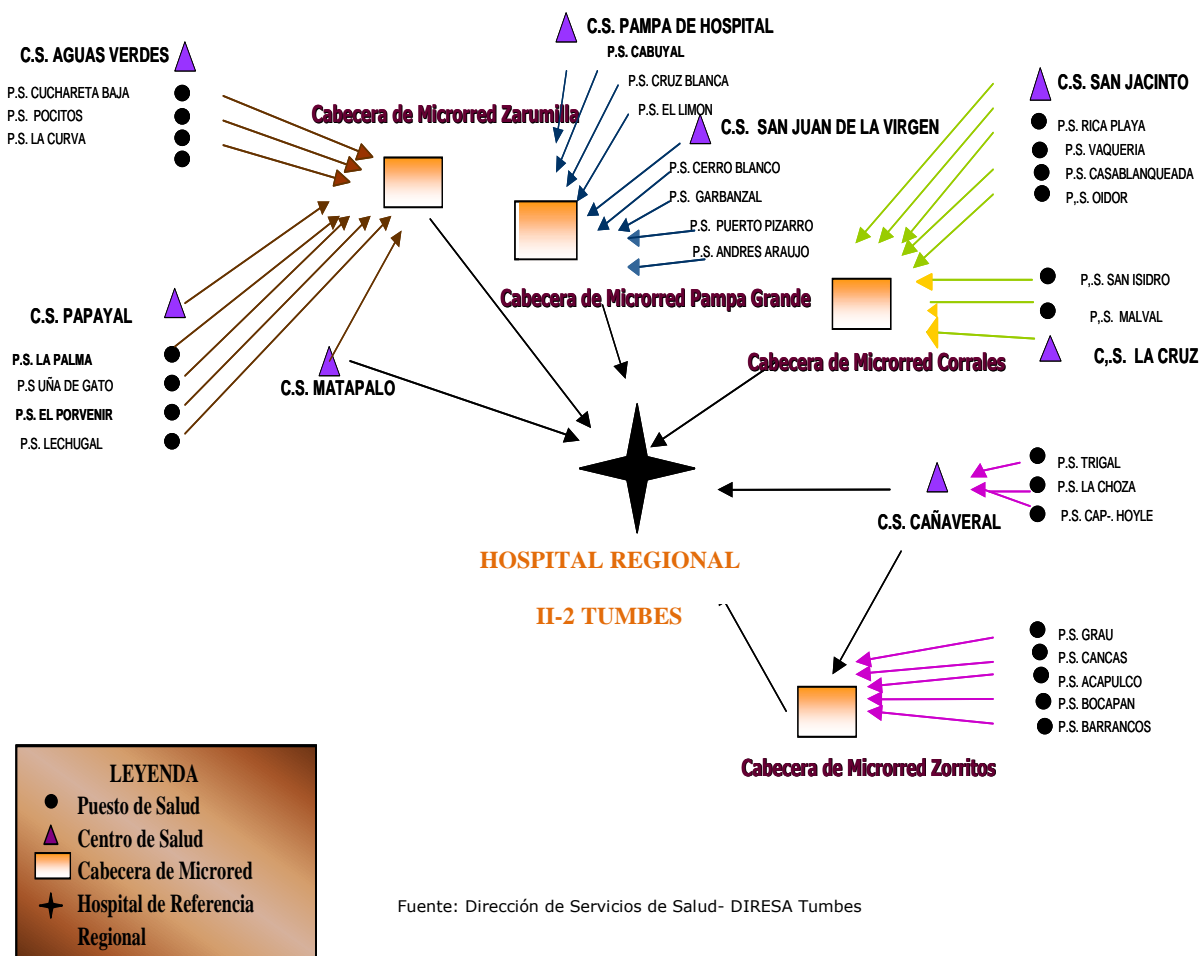 C.S. AGUAS VERDES
P.S. CUCHARETA BAJA
P.S. POCITOS
P.S. LA CURVA
Cabecera de Microrred Zarumilla
C.S. PAMPA DE HOSPITAL
P.S. CABUYAL
P.S. CRUZ BLANCA
P.S. EL LIMON
C.S. SAN JUAN DE LA VIRGEN
P.S. CERRO BLANCO
P.S. GARBANZAL
P.S. PUERTO PIZARRO
P.S. ANDRES ARAUJO
Cabecera de Microrred Pampa Grande
C.S. SAN JACINTO
P.S. RICA PLAYA
P.S. VAQUERIA
P.S. CASABLANQUEADA
P,.S. OIDOR
P,.S. SAN ISIDRO
P,.S. MALVAL
C,,S. LA CRUZ
Cabecera de Microrred Corrales
C.S. PAPAYAL
P.S. LA PALMA
P.S UÑA DE GATO
P.S. EL PORVENIR
P.S. LECHUGAL
C.S. MATAPALO
HOSPITAL REGIONAL
II-2 TUMBES
P.S. TRIGAL
P.S. LA CHOZA
P.S. CAP-. HOYLE
C.S. CAÑAVERAL
P.S. GRAU
P.S. CANCAS
P.S. ACAPULCO
P.S. BOCAPAN
P.S. BARRANCOS
Cabecera de Microrred Zorritos
LEYENDA
Puesto de Salud
Centro de Salud
Cabecera de Microred
Hospital de Referencia
Regional
Fuente: Dirección de Servicios de Salud- DIRESA Tumbes